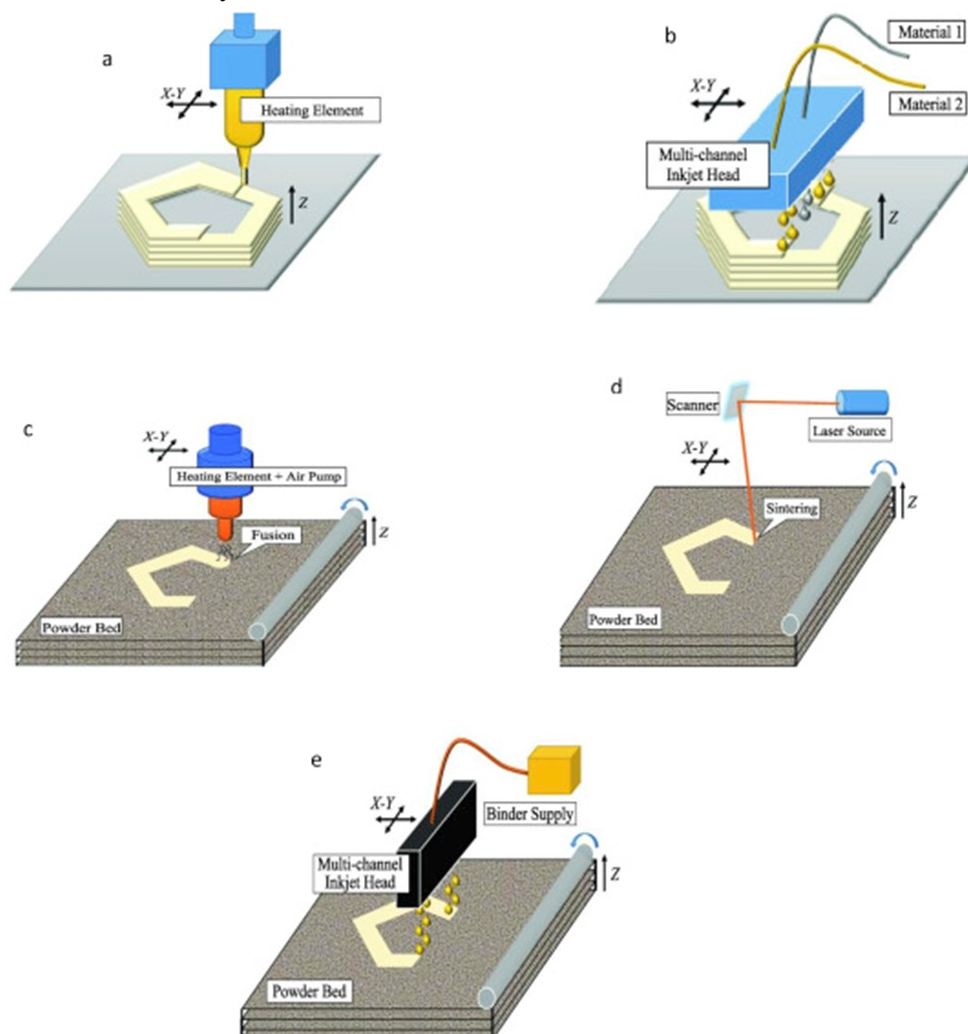 a
X-Y
Heating Element
Z
b
Material 1
X-Y
Material 2
Multi-channel
Inkjet Head
Z
c
X-Y
Heating Element + Air Pump
Z
Fusion
Powder Bed
d
Scanner
Laser Source
X-Y
Z
Sintering
Powder Bed
e
X-Y
Binder Supply
Multi-channel
Inkjet Head
Z
Powder Bed